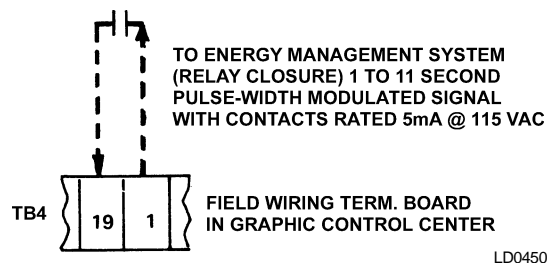 TO ENERGY MANAGEMENT SYSTEM
(RELAY CLOSURE) 1 TO 11 SECOND
PULSE-WIDTH MODULATED SIGNAL
WITH CONTACTS RATED 5mA @ 115 VAC
TB4
19
1
FIELD WIRING TERM. BOARD
IN GRAPHIC CONTROL CENTER
LD0450